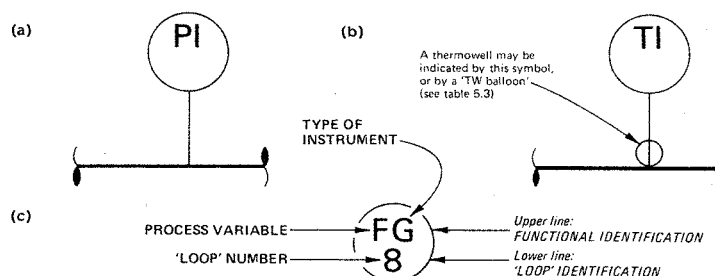 (a)
PI
(b)
TI
A thermowell may be
indicated by this symbol,
or by a 'TW balloon'
(see table 5.3)
TYPE OF
INSTRUMENT
(c)
PROCESS VARIABLE
FG
Upper line:
FUNCTIONAL IDENTIFICATION
'LOOP' NUMBER
8
Lower line:
'LOOP' IDENTIFICATION